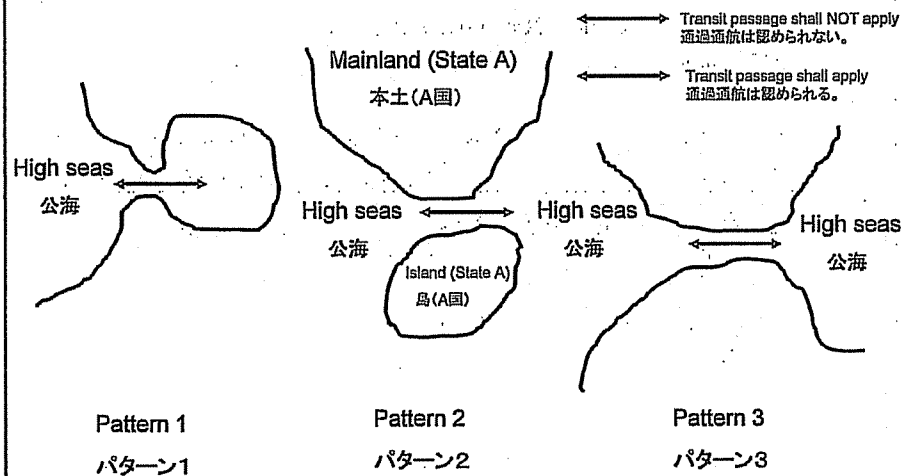 Transit passage shall NOT apply
通過通航は認められない。
Transit passage shall apply
通過通航は認められる。
Mainland (State A)
本土(A国)
High seas
公海
High seas
公海
Island (State A)
島(A国)
High seas
公海
High seas
公海
Pattern 1
パターン1
Pattern 2
パターン2
Pattern 3
パターン3